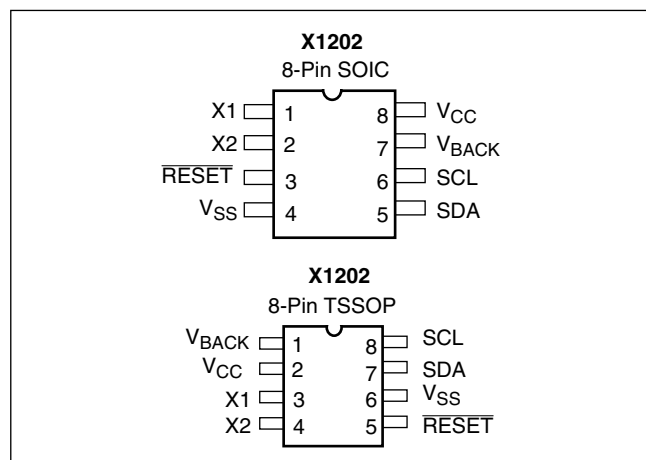 X1202
8-Pin SOIC
X1 1 8 VCC
X2 2 7 VBACK
RESET 3 6 SCL
VSS 4 5 SDA
X1202
8-Pin TSSOP
VBACK 1 8 SCL
VCC 2 7 SDA
X1 3 6 VSS
X2 4 5 RESET